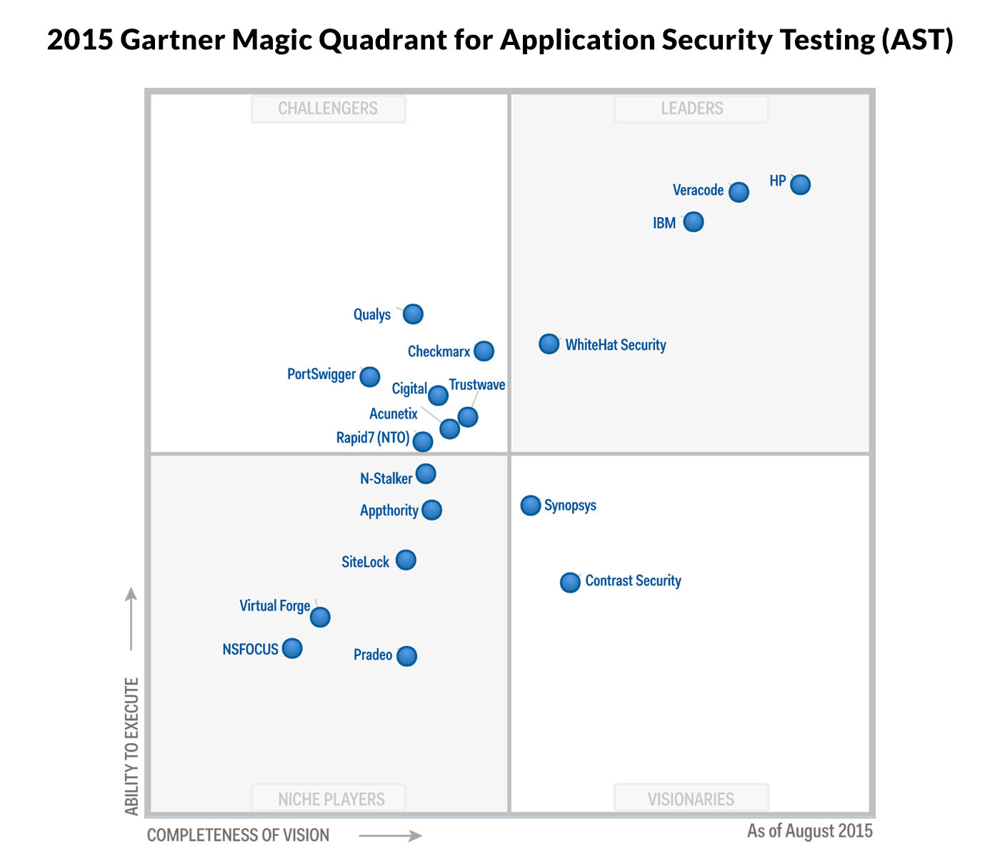 2015 Gartner Magic Quadrant for Application Security Testing (AST)
CHALLENGERS
LEADERS
HP
Veracode
IBM
Qualys
WhiteHat Security
Checkmarx
PortSwigger
Trustwave
Cigital
Acunetix
Rapid7 (NTO)
N-Stalker
Synopsys
Appthority
SiteLock
Contrast Security
Virtual Forge
NSFOCUS
Pradeo
ABILITY TO EXECUTE
NICHE PLAYERS
VISIONARIES
COMPLETENESS OF VISION
As of August 2015